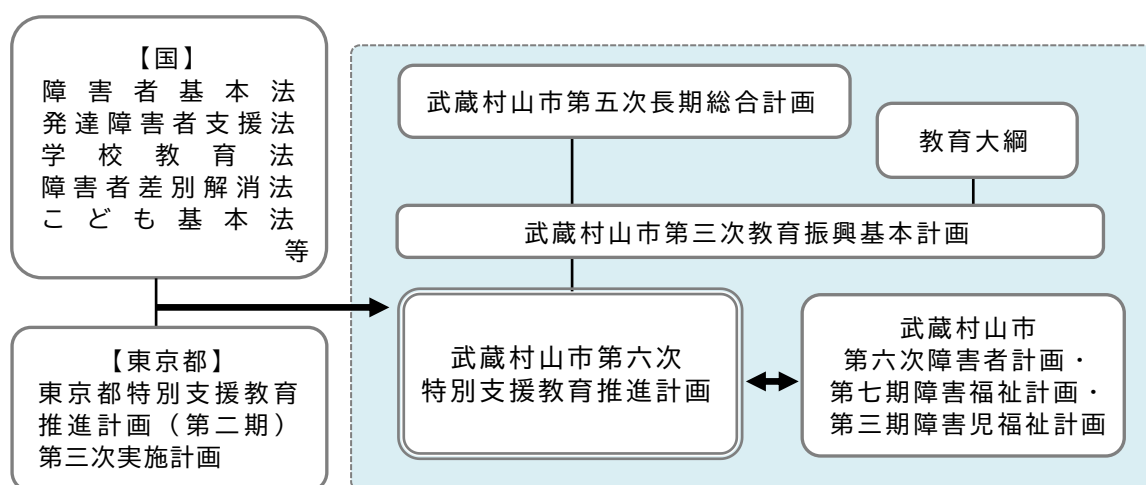 【国】
障害者基本法
発達障害者支援法
学校教育法
障害者差別解消法
こども基本法
等
【東京都】
東京都特別支援教育
推進計画（第二期）
第三次実施計画
武蔵村山市第五次長期総合計画
教育大綱
武蔵村山市第三次教育振興基本計画
武蔵村山市第六次
特別支援教育推進計画
武蔵村山市
第六次障害者計画・
第七期障害福祉計画・
第三期障害児福祉計画